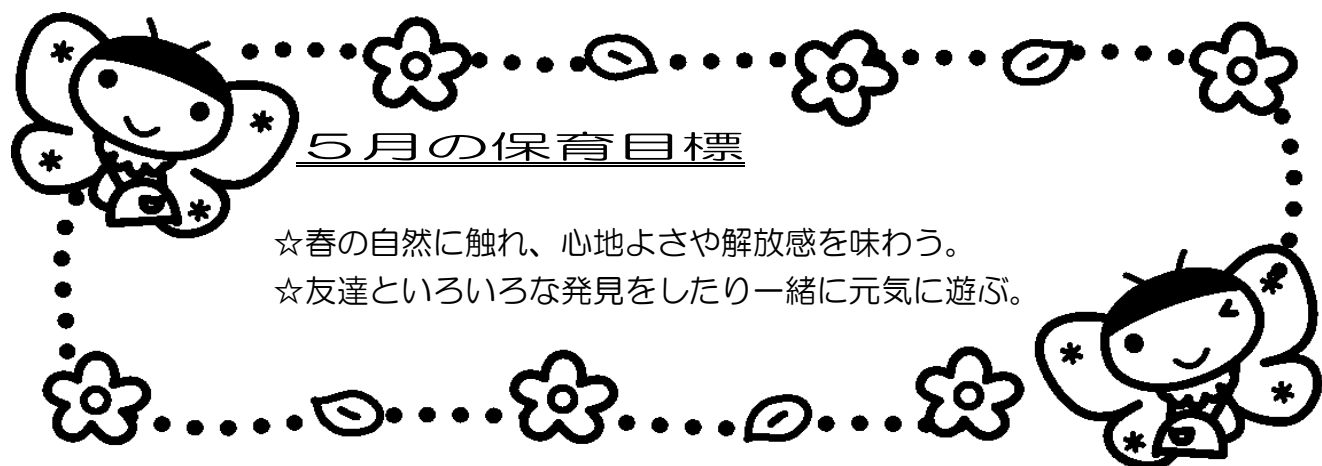 ５月の保育目標
☆春の自然に触れ、心地よさや解放感を味わう。
☆友達といろいろな発見をしたり一緒に元気に遊ぶ。